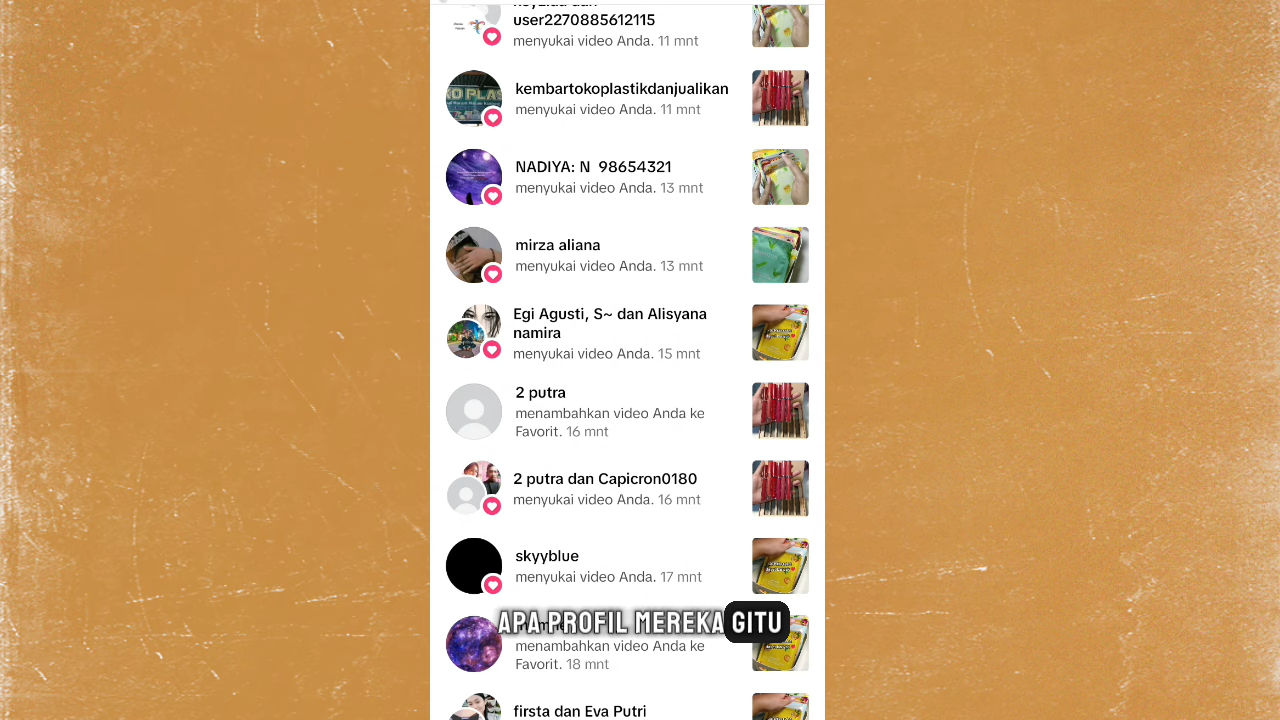 user2270885612115
menyukai video Anda. 11 mnt
kembartokoplastikdanjualikan
menyukai video Anda. 11 mnt
NADIYA: N 98654321
menyukai video Anda. 13 mnt
mirza aliana
menyukai video Anda. 13 mnt
Egi Agusti, S~ dan Alisyana
namira
menyukai video Anda. 15 mnt
2 putra
menambahkan video Anda ke
Favorit. 16 mnt
2 putra dan Capicron0180
menyukai video Anda. 16 mnt
skyyblue
menyukai video Anda. 17 mnt
APA PROFIL MEREKA GITU
menambahkan video Anda ke
Favorit. 18 mnt
firsta dan Eva Putri